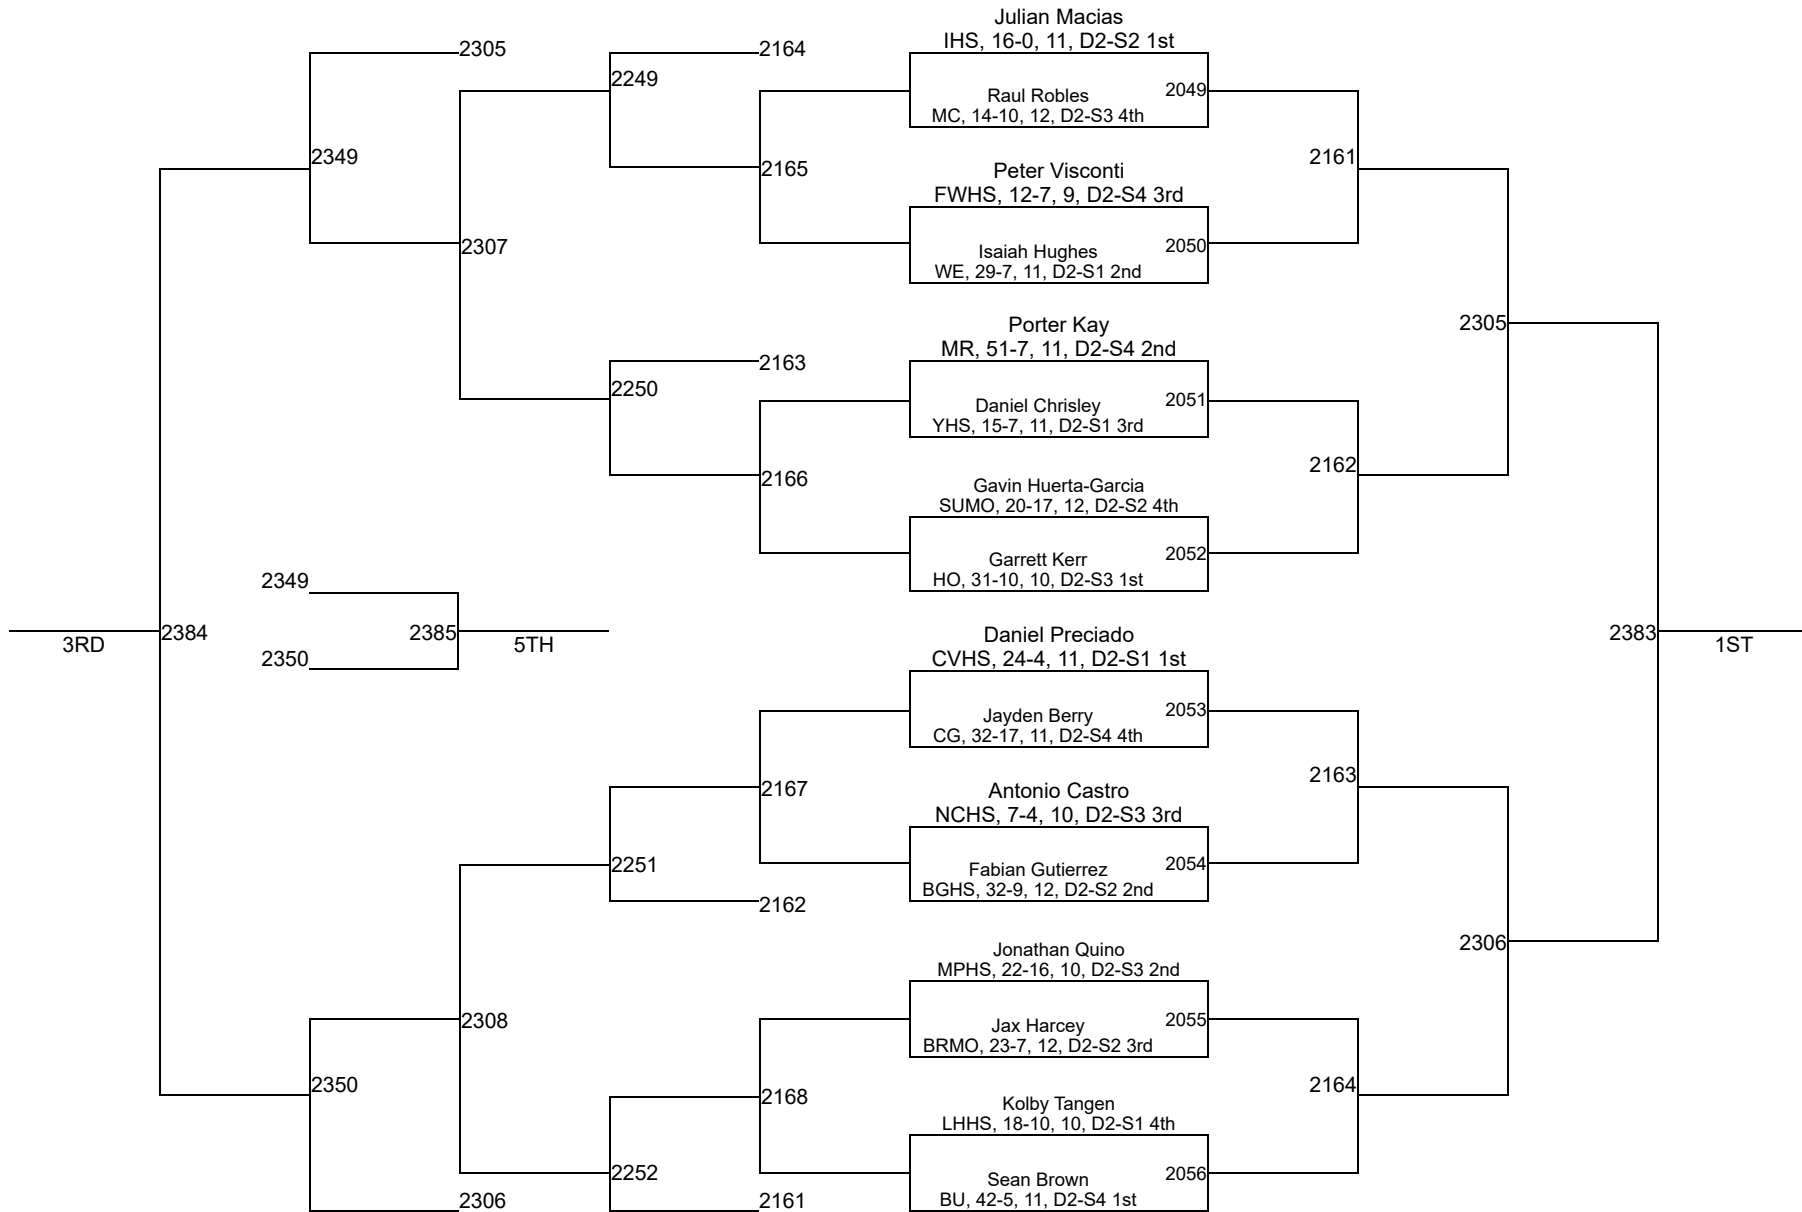 Julian Macias
IHS, 16-0, 11, D2-S2 1st
2305
2164
2249
Raul Robles
2049
MC, 14-10, 12, D2-S3 4th
2349
2161
2165
Peter Visconti
FWHS, 12-7, 9, D2-S4 3rd
2307
Isaiah Hughes
2050
WE, 29-7, 11, D2-S1 2nd
2305
Porter Kay
MR, 51-7, 11, D2-S4 2nd
2163
2250
Daniel Chrisley
2051
YHS, 15-7, 11, D2-S1 3rd
2162
2166
Gavin Huerta-Garcia
SUMO, 20-17, 12, D2-S2 4th
Garrett Kerr
2052
HO, 31-10, 10, D2-S3 1st
2349
2384
2385
2383
3RD
5TH
1ST
2350
Daniel Preciado
CVHS, 24-4, 11, D2-S1 1st
Jayden Berry
2053
CG, 32-17, 11, D2-S4 4th
2163
2167
Antonio Castro
NCHS, 7-4, 10, D2-S3 3rd
2251
Fabian Gutierrez
2054
BGHS, 32-9, 12, D2-S2 2nd
2162
2306
Jonathan Quino
MPHS, 22-16, 10, D2-S3 2nd
2308
Jax Harcey
2055
BRMO, 23-7, 12, D2-S2 3rd
2350
2164
2168
Kolby Tangen
LHHS, 18-10, 10, D2-S1 4th
2252
Sean Brown
2056
BU, 42-5, 11, D2-S4 1st
2306
2161